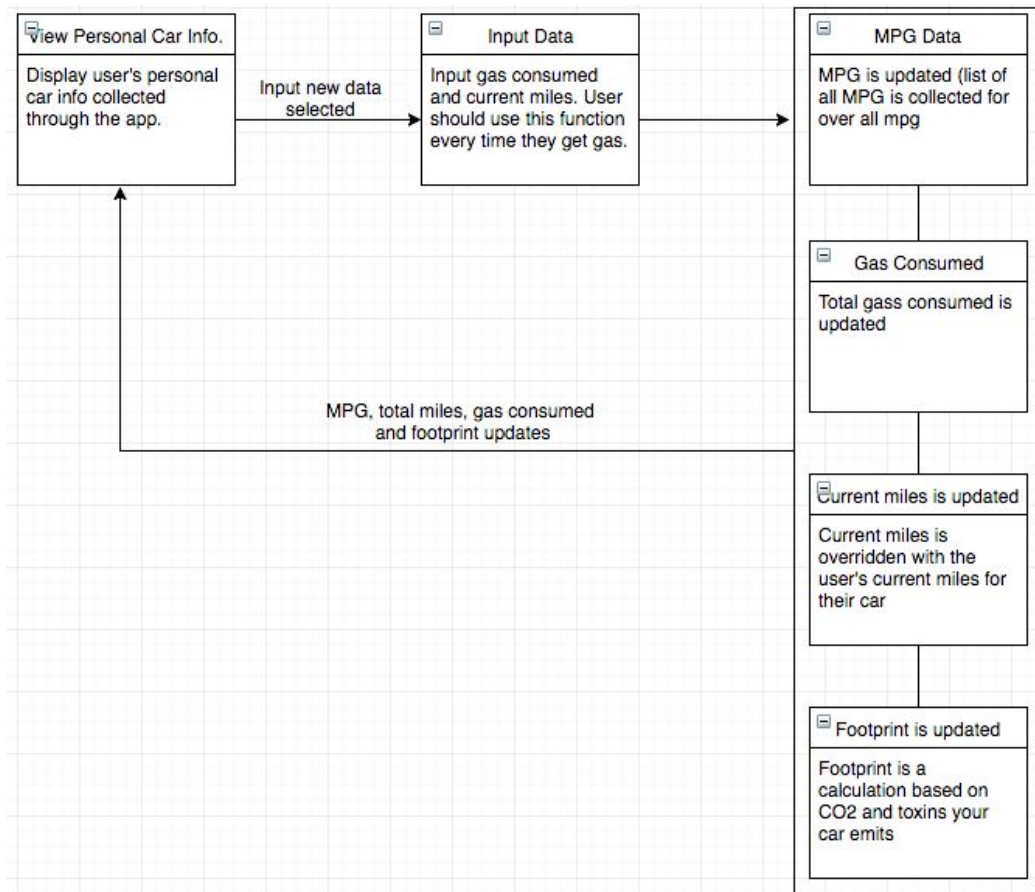 View Personal Car Info.
Display user's personal
car info collected
through the app.
Input new data
selected
Input Data
Input gas consumed
and current miles. User
should use this function
every time they get gas.
MPG Data
MPG is updated (list of
all MPG is collected for
over all mpg
Gas Consumed
Total gass consumed is
updated
MPG, total miles, gas consumed
and footprint updates
Current miles is updated
Current miles is
overridden with the
user's current miles for
their car
Footprint is updated
Footprint is a
calculation based on
CO2 and toxins your
car emits